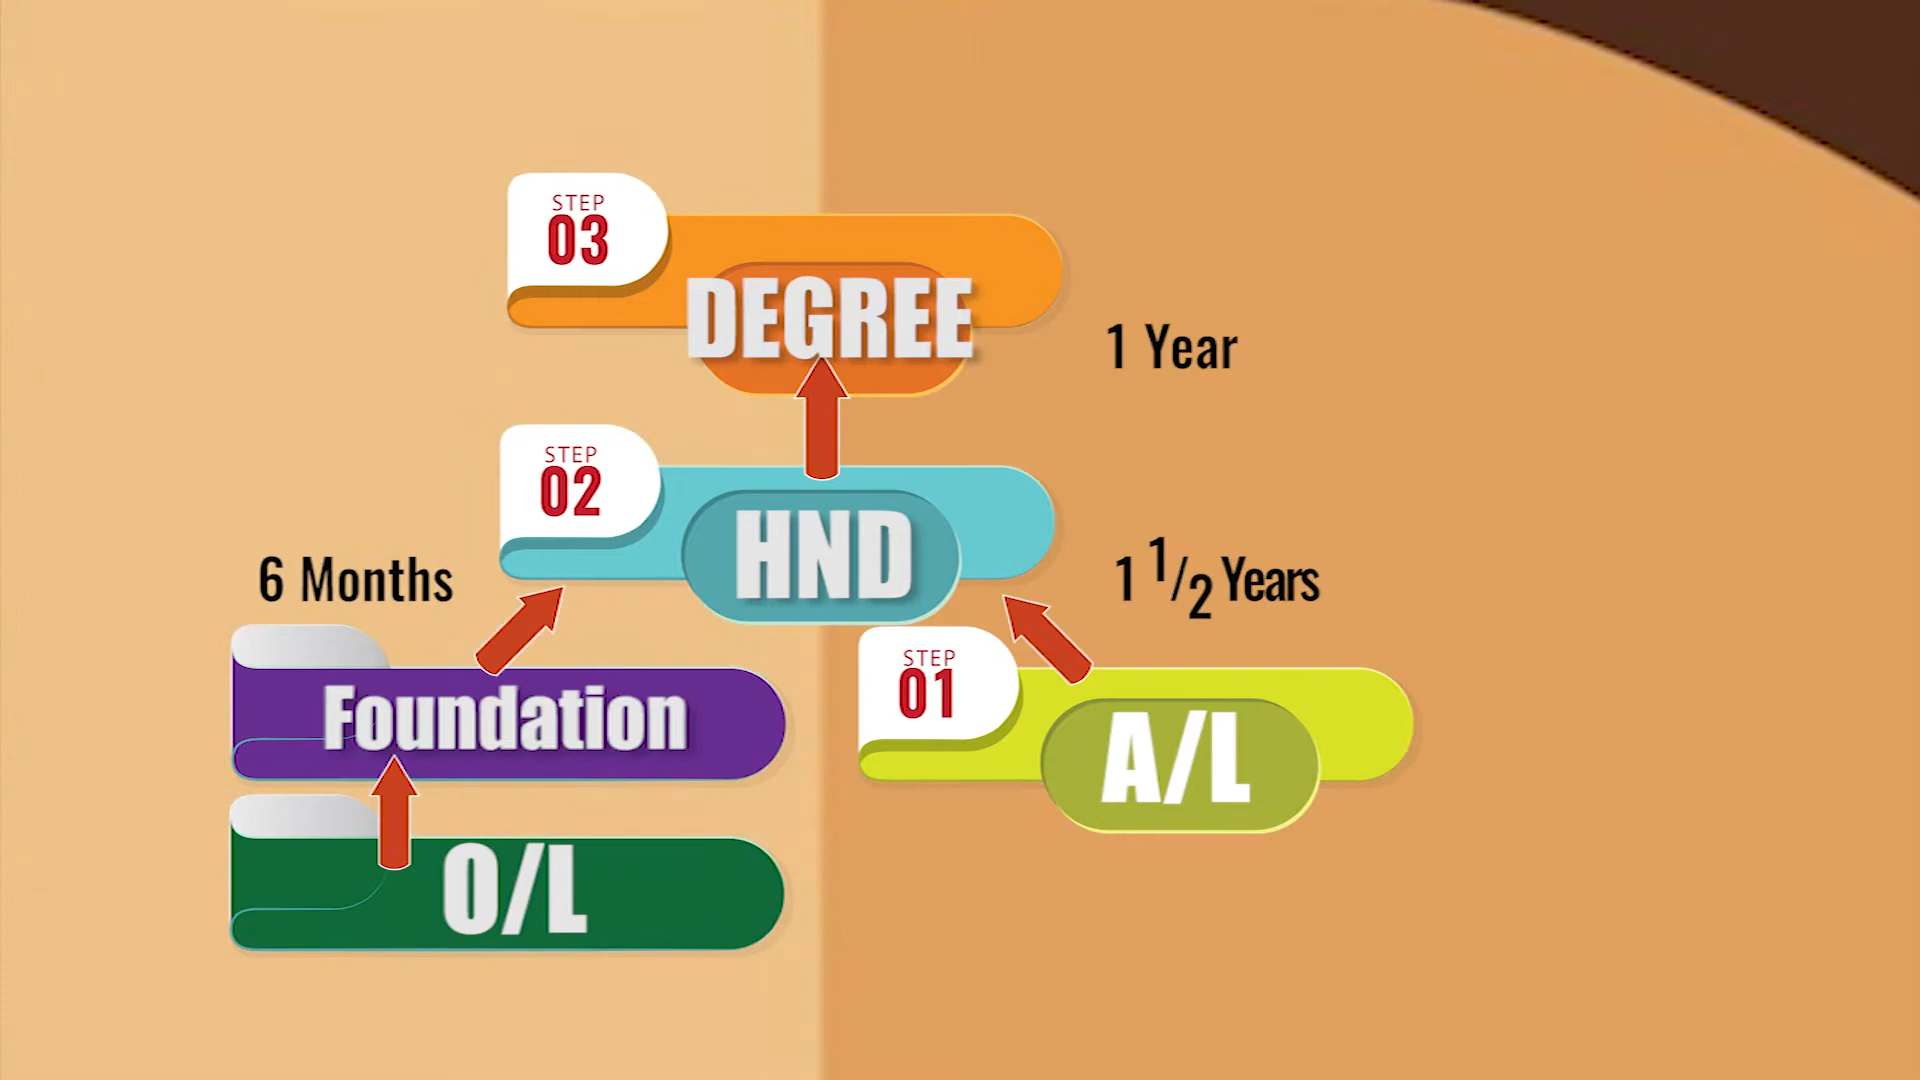 STEP
03
DEGREE
1 Year
STEP
02
HND
6 Months
1 1/2 Years
STEP
01
Foundation
A/L
O/L